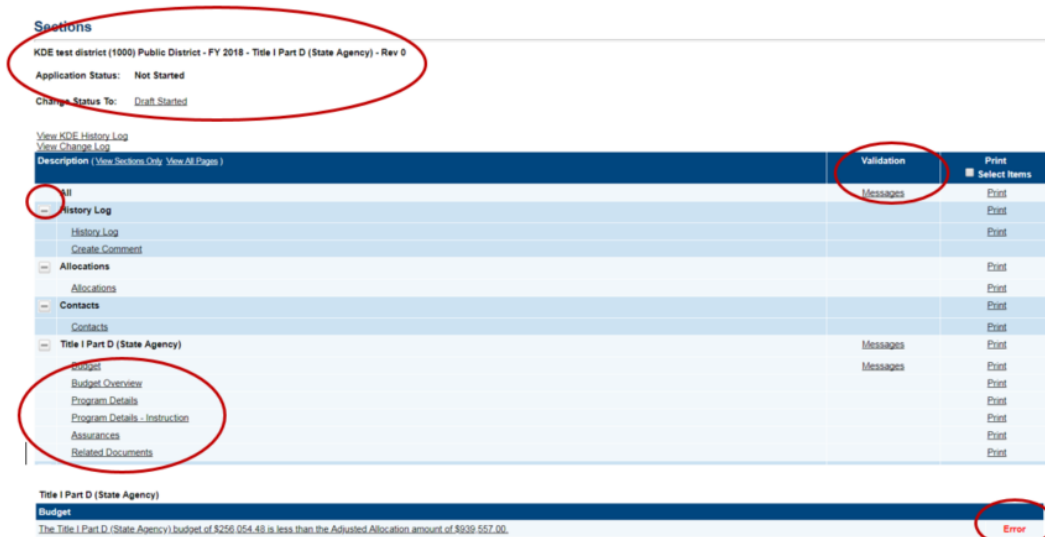 Sections
KDE test district (1000) Public District - FY 2018 - Title I Part D (State Agency) - Rev 0
Application Status: Not Started
Change Status To: Draft Started
View KDE History Log
View Change Log
Description ( View Sections Only View All Pages ) Validation Print
Select Items
All Messages Print
History Log Print
History Log Print
Create Comment
Allocations Print
Allocations Print
Contacts Print
Contacts Print
Title I Part D (State Agency) Messages Print
Budget Messages Print
Budget Overview Print
Program Details Print
Program Details - Instruction Print
Assurances Print
Related Documents Print
Title I Part D (State Agency)
Budget
The Title I Part D (State Agency) budget of $256,054.48 is less than the Adjusted Allocation amount of $939,557.00. Error